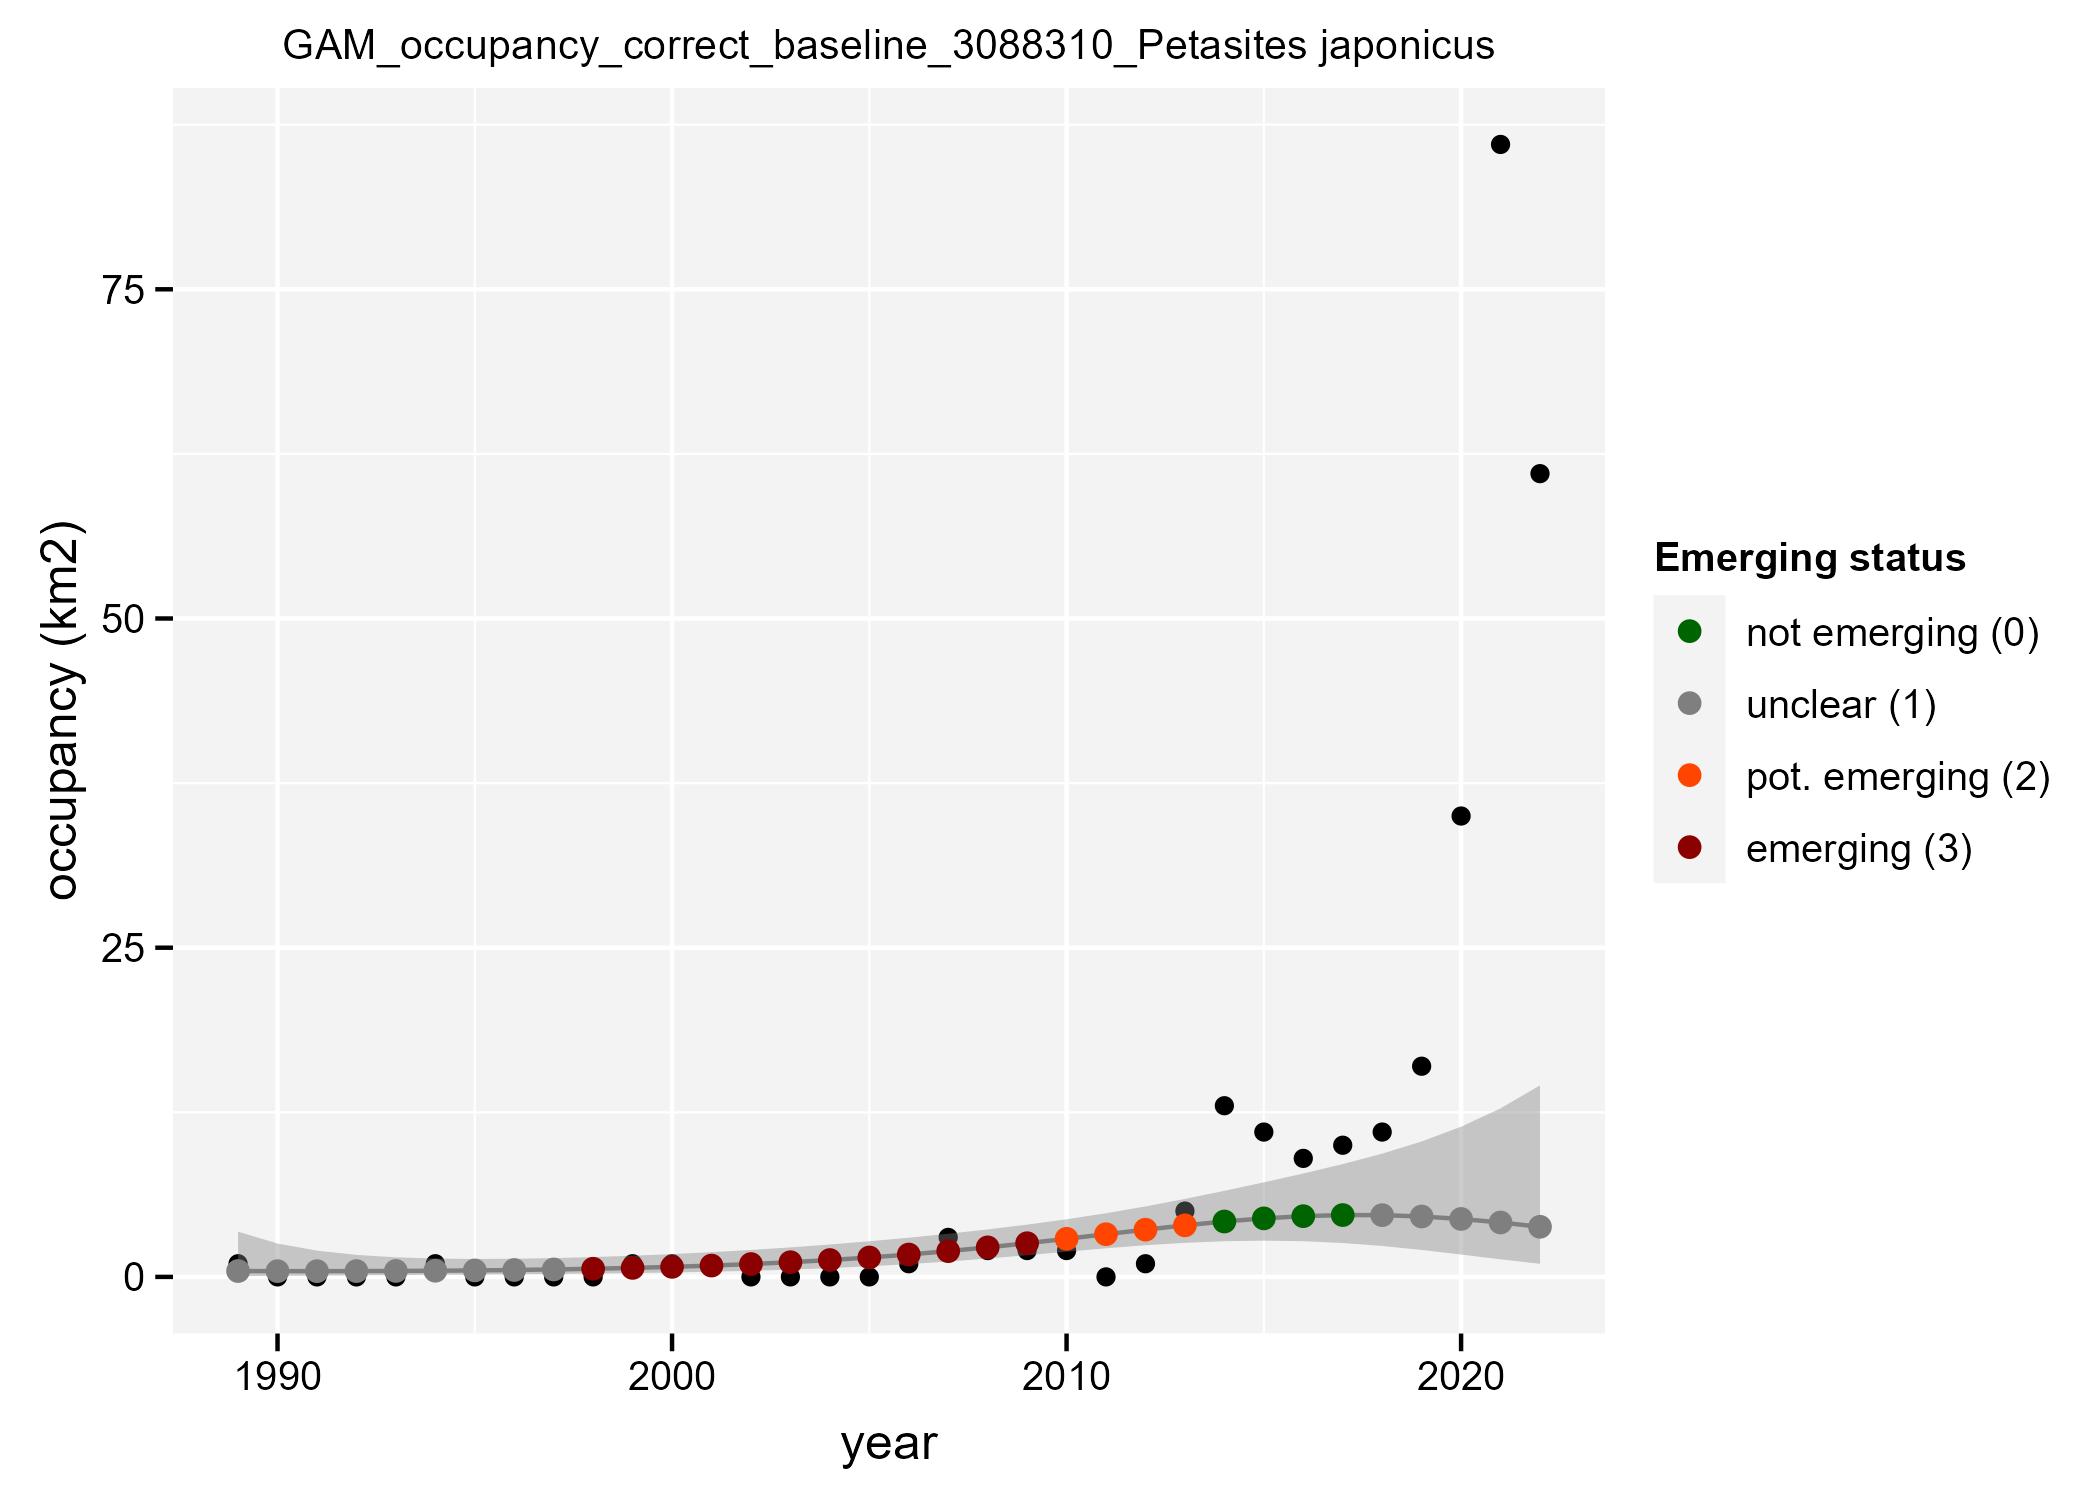 GAM_occupancy_correct_baseline_3088310_Petasites japonicus
75
50
25
0
occupancy (km2)
1990 2000 2010 2020
year
Emerging status
not emerging (0)
unclear (1)
pot. emerging (2)
emerging (3)